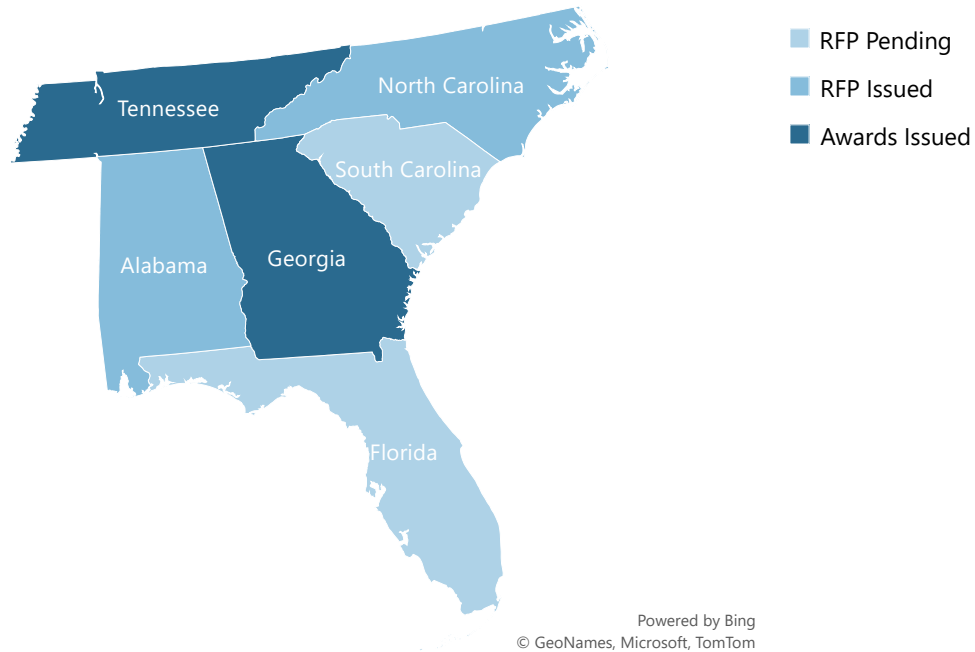 RFP Pending
RFP Issued
Awards Issued
North Carolina
Tennessee
South Carolina
Georgia
Alabama
Florida
Powered by Bing
© GeoNames, Microsoft, TomTom